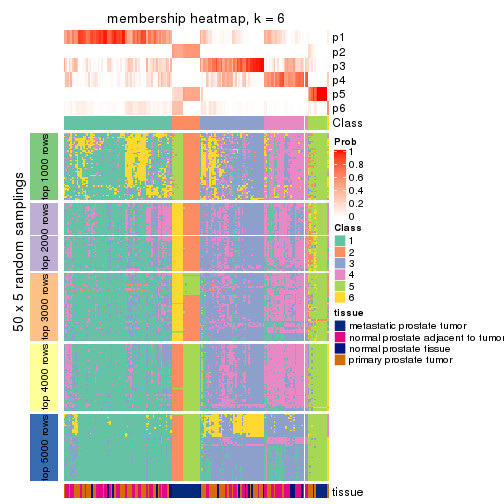 membership heatmap, k = 6
p1
p2
p3
p4
p5
p6
Class
50 x 5 random samplings
top 1000 rows
top 2000 rows
top 3000 rows
top 4000 rows
top 5000 rows
tissue
Prob
1
0.8
0.6
0.4
0.2
0
Class
1
2
3
4
5
6
tissue
metastatic prostate tumor
normal prostate adjacent to tumor
normal prostate tissue
primary prostate tumor